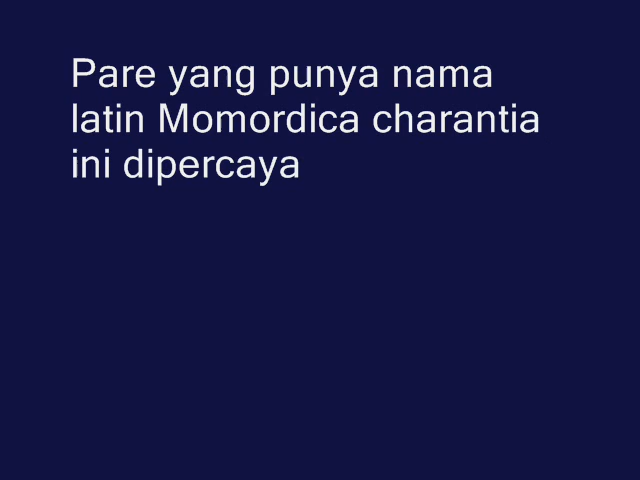 Pare yang punya nama
latin Momordica charantia
ini dipercaya